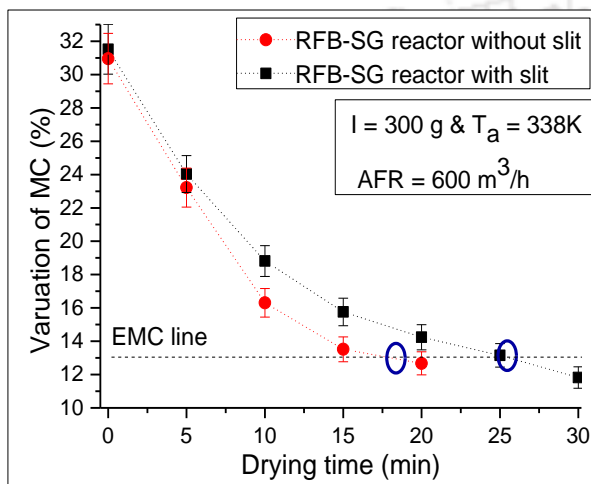 RFB-SG reactor without slit
RFB-SG reactor with slit
I = 300 g & T_a = 338K
AFR = 600 m^3/h
Varuation of MC (%)
32
30
28
26
24
22
20
18
16
14
12
10
EMC line
0 5 10 15 20 25 30
Drying time (min)